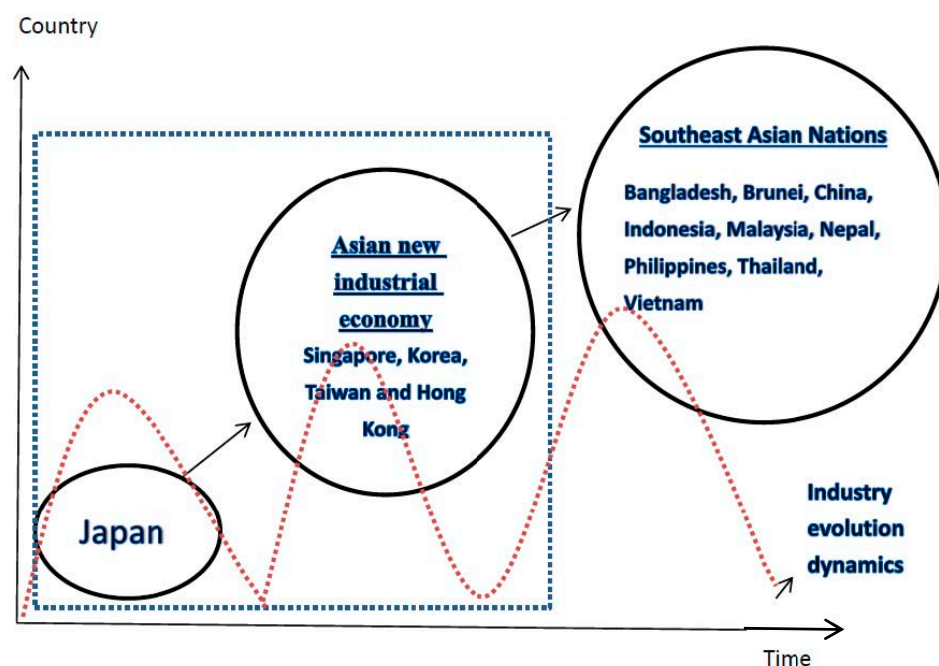 Country
Southeast Asian Nations
Bangladesh, Brunei, China,
Indonesia, Malaysia, Nepal,
Philippines, Thailand,
Vietnam
Asian new
industrial
economy
Singapore, Korea,
Taiwan and Hong
Kong
Japan
Industry
evolution
dynamics
Time